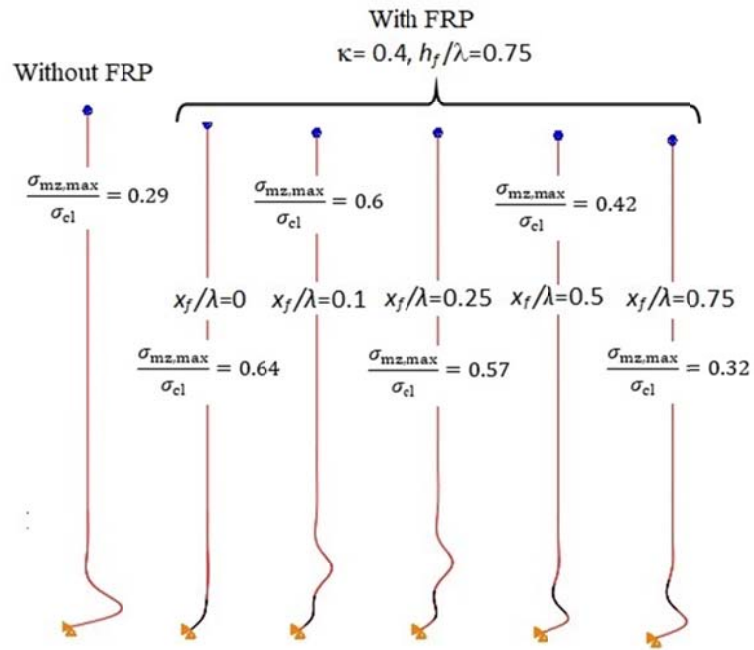 With FRP
κ= 0.4, h_f/λ=0.75
Without FRP
σ_mz,max/σ_cl = 0.29
σ_mz,max/σ_cl = 0.6
σ_mz,max/σ_cl = 0.42
x_f/λ=0
x_f/λ=0.1
x_f/λ=0.25
x_f/λ=0.5
x_f/λ=0.75
σ_mz,max/σ_cl = 0.64
σ_mz,max/σ_cl = 0.57
σ_mz,max/σ_cl = 0.32